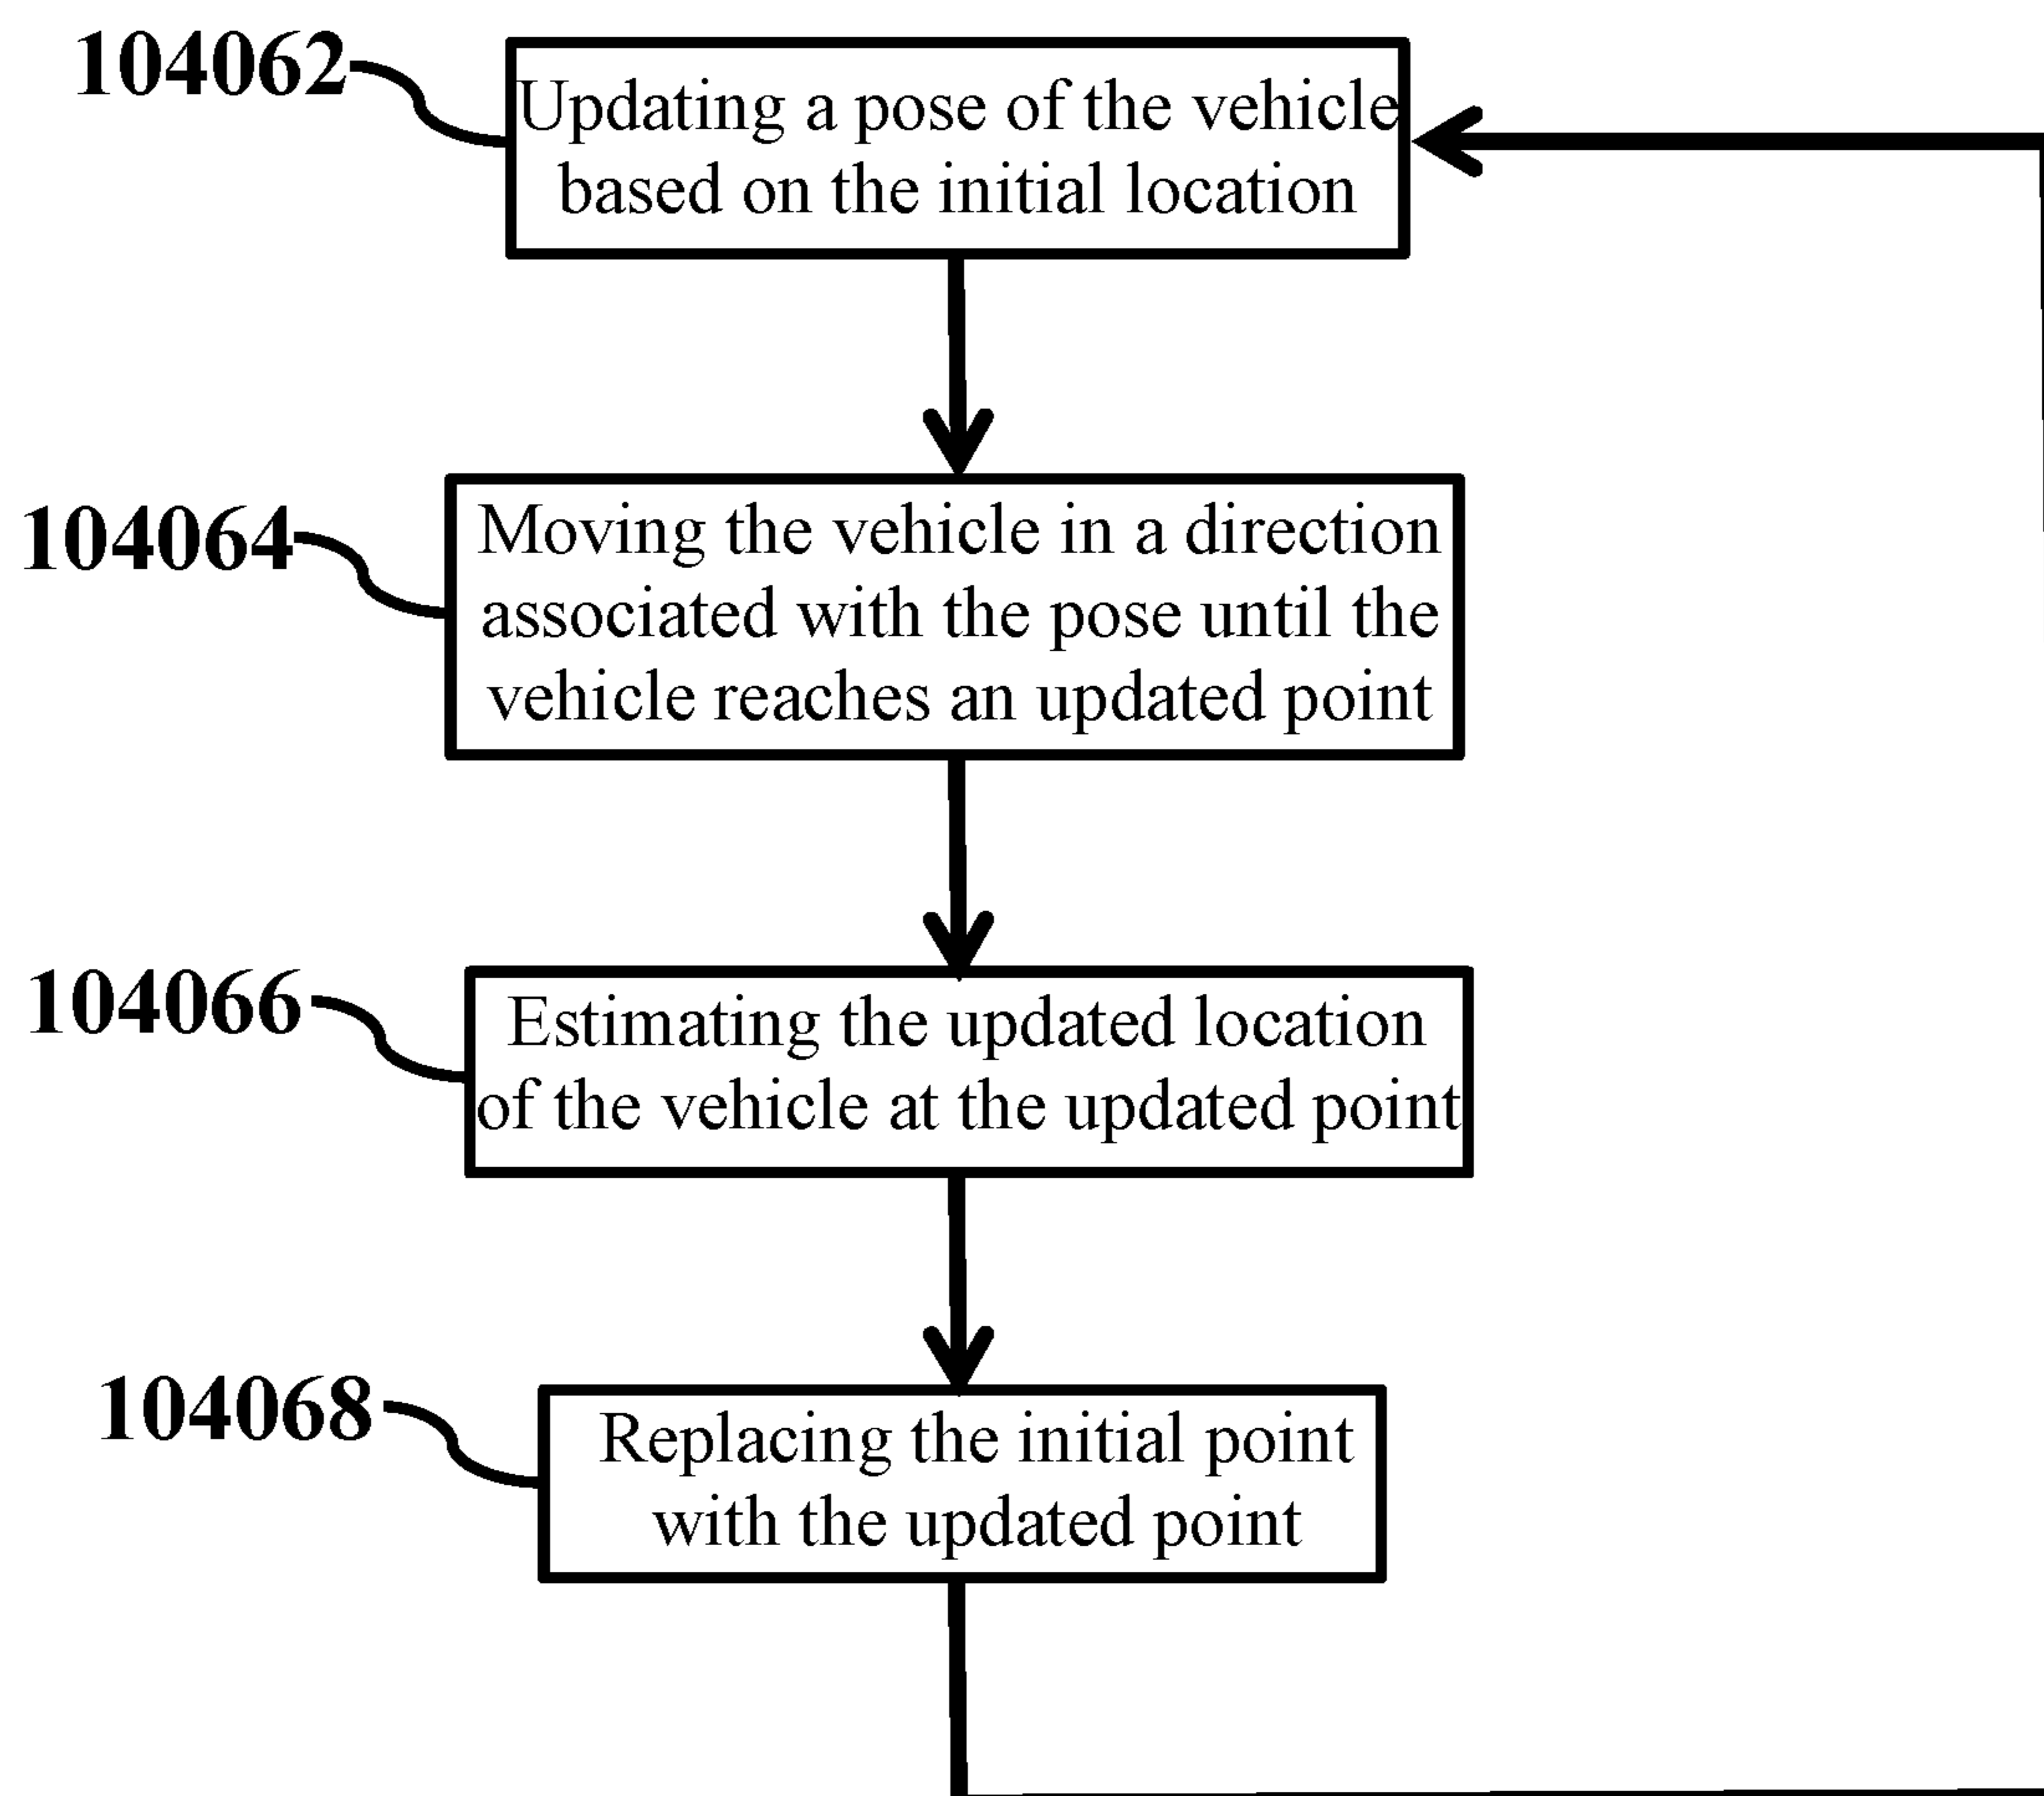 104062
Updating a pose of the vehicle
based on the initial location
104064
Moving the vehicle in a direction
associated with the pose until the
vehicle reaches an updated point
104066
Estimating the updated location
of the vehicle at the updated point
104068
Replacing the initial point
with the updated point